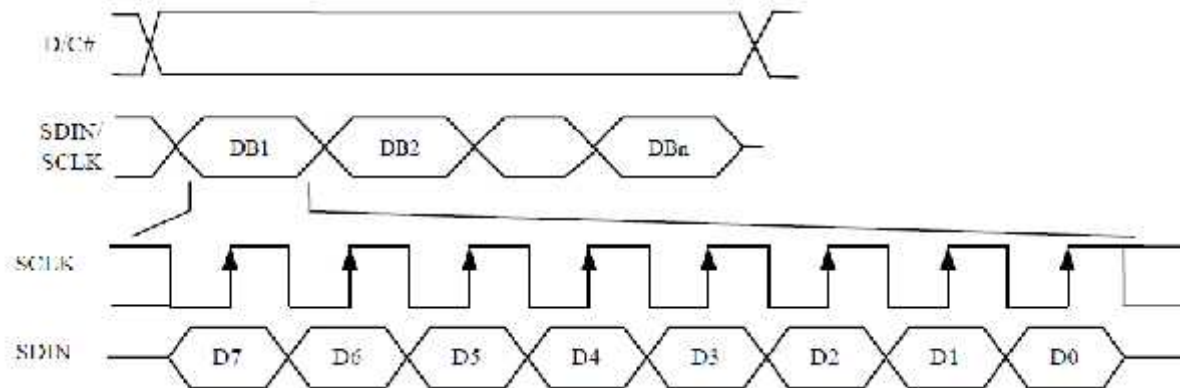 D/C#
SDIN/
SCLK
DB1 DB2 DBn
SCLK
SDIN
D7 D6 D5 D4 D3 D2 D1 D0